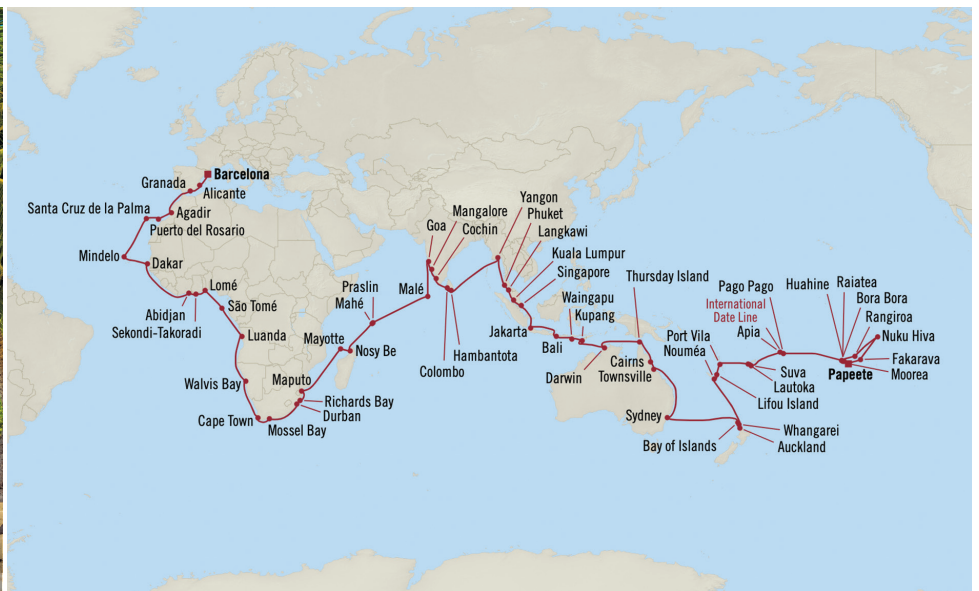 Barcelona
Granada
Alicante
Santa Cruz de la Palma
Agadir
Puerto del Rosario
Mindelo
Dakar
Lomé
Abidjan
Sekondi-Takoradi
São Tomé
Luanda
Walvis Bay
Cape Town
Mossel Bay
Durban
Richards Bay
Maputo
Mayotte
Nosy Be
Praslin
Mahé
Malé
Goa
Mangalore
Cochin
Colombo
Hambantota
Yangon
Phuket
Langkawi
Kuala Lumpur
Singapore
Jakarta
Bali
Waingapu
Kupang
Darwin
Thursday Island
Cairns
Townsville
Sydney
Bay of Islands
Whangarei
Auckland
Port Vila
Nouméa
Lifou Island
Lautoka
Suva
Pago Pago
International
Date Line
Apia
Huahine
Raiatea
Bora Bora
Rangiroa
Nuku Hiva
Fakarava
Moorea
Papeete